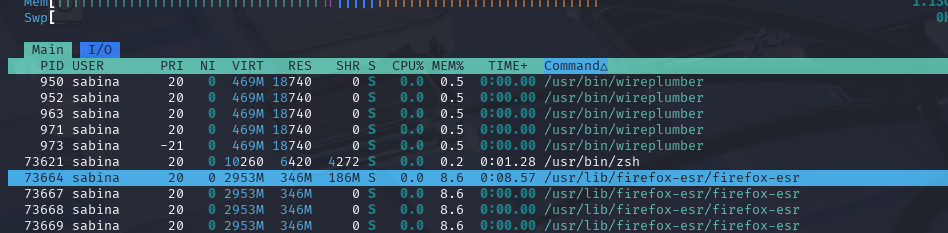 Mem[
Swp[
Main I/O
PID USER PRI NI VIRT RES SHR S CPU% MEM% TIME+ Command△
950 sabina 20 0 469M 18740 0 S 0.0 0.5 0:00.00 /usr/bin/wireplumber
952 sabina 20 0 469M 18740 0 S 0.0 0.5 0:00.00 /usr/bin/wireplumber
963 sabina 20 0 469M 18740 0 S 0.0 0.5 0:00.00 /usr/bin/wireplumber
971 sabina 20 0 469M 18740 0 S 0.0 0.5 0:00.00 /usr/bin/wireplumber
973 sabina -21 0 469M 18740 0 S 0.0 0.5 0:00.00 /usr/bin/wireplumber
73621 sabina 20 0 10260 6420 4272 S 0.0 0.2 0:01.28 /usr/bin/zsh
73664 sabina 20 0 2953M 346M 186M S 0.0 8.6 0:08.57 /usr/lib/firefox-esr/firefox-esr
73667 sabina 20 0 2953M 346M 0 S 0.0 8.6 0:00.00 /usr/lib/firefox-esr/firefox-esr
73668 sabina 20 0 2953M 346M 0 S 0.0 8.6 0:00.00 /usr/lib/firefox-esr/firefox-esr
73669 sabina 20 0 2953M 346M 0 S 0.0 8.6 0:00.00 /usr/lib/firefox-esr/firefox-esr